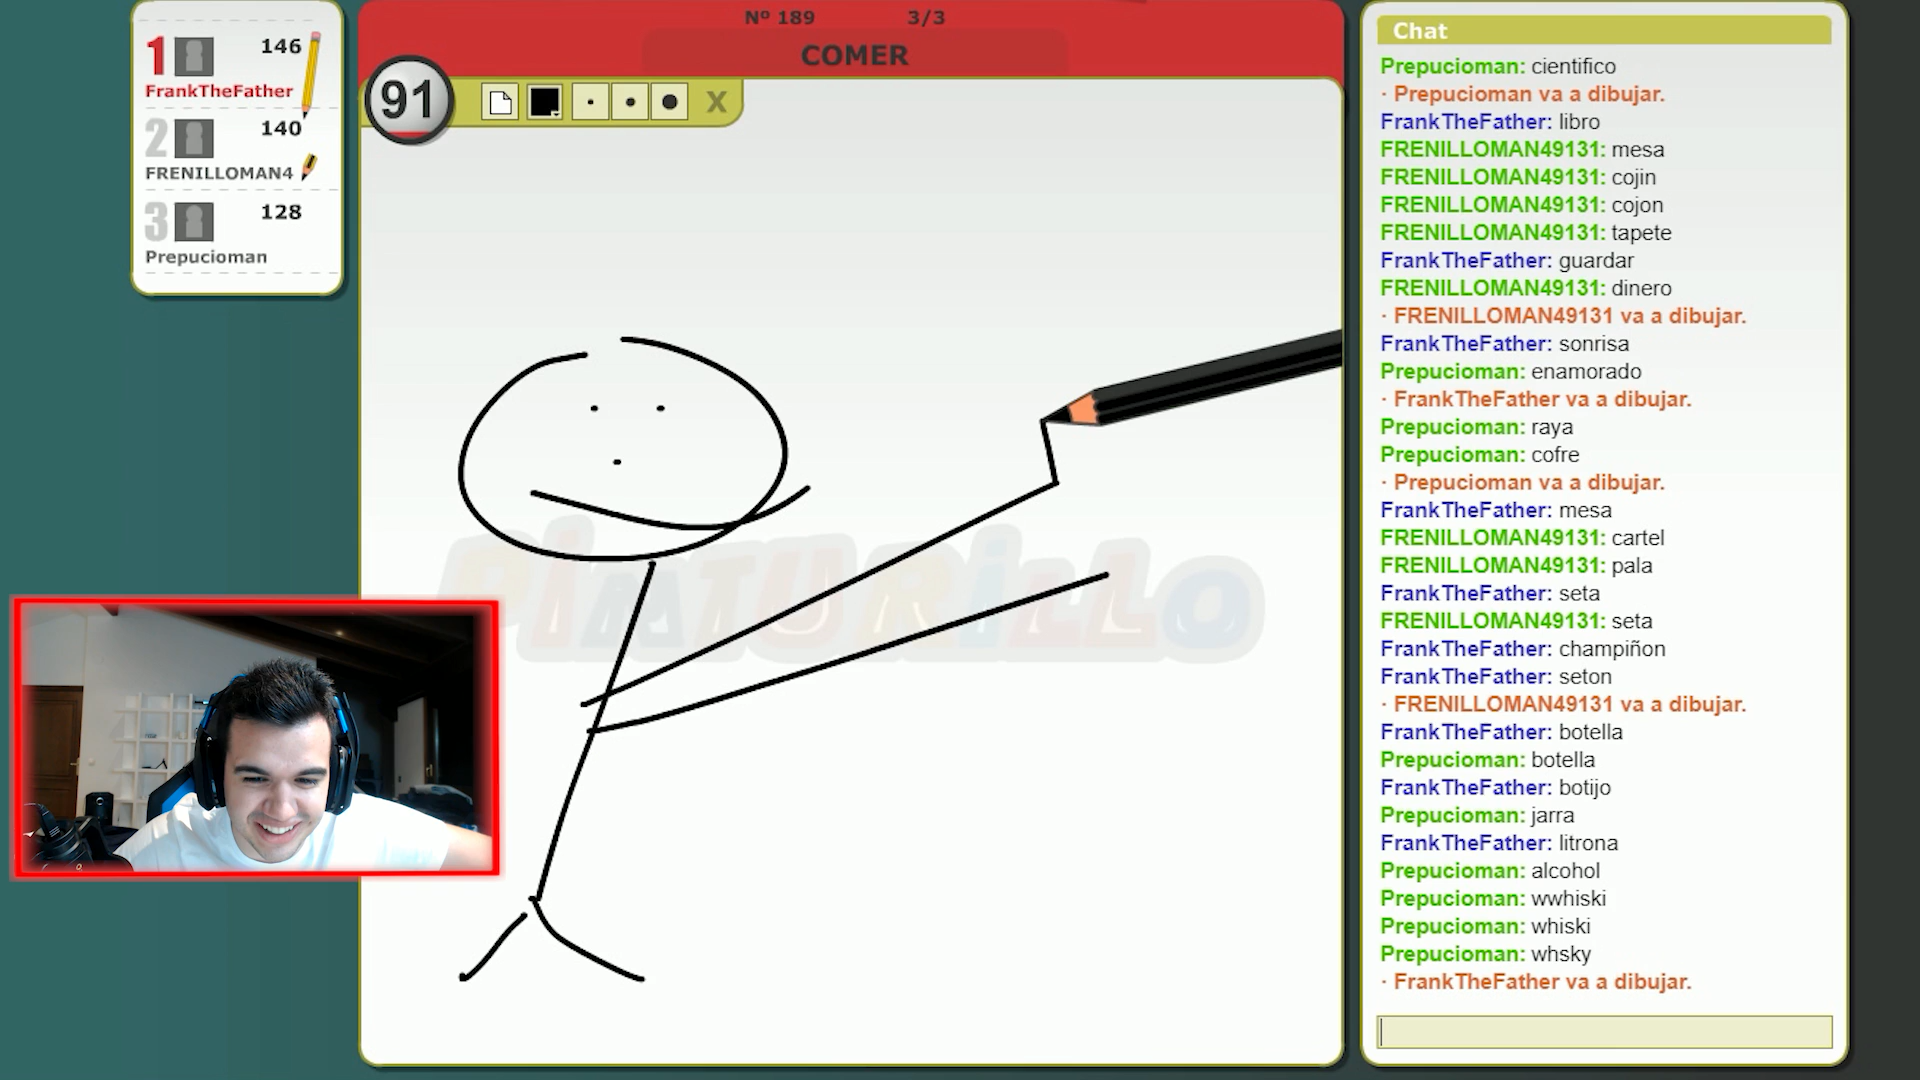 1
146
FrankTheFather
2
140
FRENILLOMAN4
3
128
Prepucioman
Nº 189
3/3
COMER
91
X
PINTURILLO
Chat
Prepucioman: cientifico
· Prepucioman va a dibujar.
FrankTheFather: libro
FRENILLOMAN49131: mesa
FRENILLOMAN49131: cojin
FRENILLOMAN49131: cojon
FRENILLOMAN49131: tapete
FrankTheFather: guardar
FRENILLOMAN49131: dinero
· FRENILLOMAN49131 va a dibujar.
FrankTheFather: sonrisa
Prepucioman: enamorado
· FrankTheFather va a dibujar.
Prepucioman: raya
Prepucioman: cofre
· Prepucioman va a dibujar.
FrankTheFather: mesa
FRENILLOMAN49131: cartel
FRENILLOMAN49131: pala
FrankTheFather: seta
FRENILLOMAN49131: seta
FrankTheFather: champiñon
FrankTheFather: seton
· FRENILLOMAN49131 va a dibujar.
FrankTheFather: botella
Prepucioman: botella
FrankTheFather: botijo
Prepucioman: jarra
FrankTheFather: litrona
Prepucioman: alcohol
Prepucioman: wwhiski
Prepucioman: whiski
Prepucioman: whsky
· FrankTheFather va a dibujar.